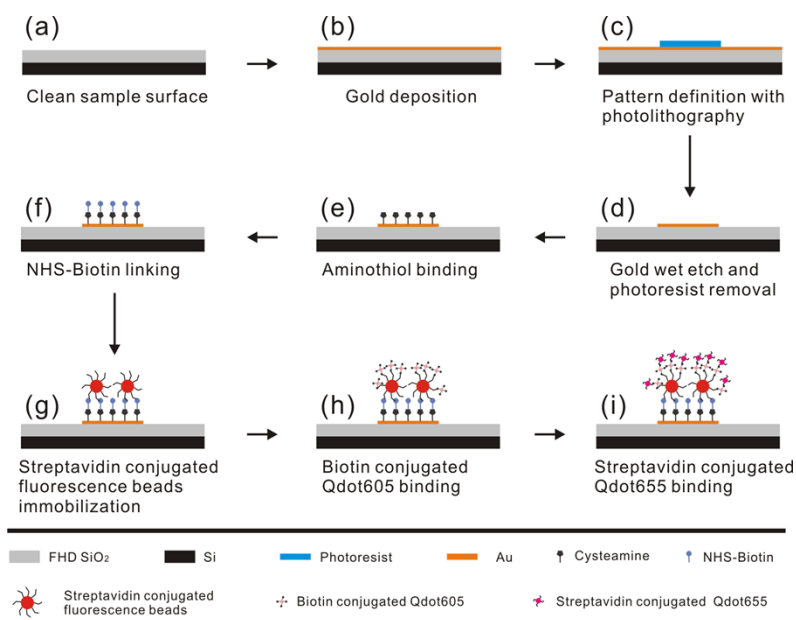 (a)
Clean sample surface
(b)
Gold deposition
(c)
Pattern definition with
photolithography
(f)
NHS-Biotin linking
(e)
Aminothiol binding
(d)
Gold wet etch and
photoresist removal
(g)
Streptavidin conjugated
fluorescence beads
immobilization
(h)
Biotin conjugated
Qdot605 binding
(i)
Streptavidin conjugated
Qdot655 binding
FHD SiO₂
Si
Photoresist
Au
Cysteamine
NHS-Biotin
Streptavidin conjugated
fluorescence beads
Biotin conjugated Qdot605
Streptavidin conjugated Qdot655